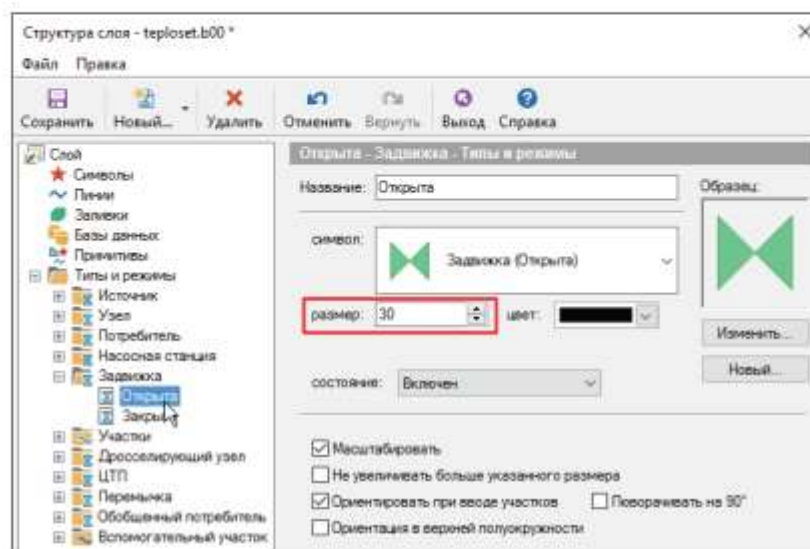 Структура слоя - teploset.b00 *
Файл Правка
Сохранить Новый... Удалить Отменить Вернуть Выход Справка
Слой
Символы
Линии
Заливки
Базы данных
Примитивы
Типы и режимы
Источник
Узел
Потребитель
Насосная станция
Задвижка
Открыта
Закрыта
Участки
Дросселирующий узел
ЦТП
Перемычка
Обобщенный потребитель
Вспомогательный участок
Открыта - Задвижка - Типы и режимы
Название: Открыта
Образец:
символ: Задвижка (Открыта)
размер: 30 цвет:
Изменить...
Новый...
состояние: Включен
Масштабировать
Не увеличивать больше указанного размера
Ориентировать при вводе участков Поворачивать на 90°
Ориентация в верхней полуокружности